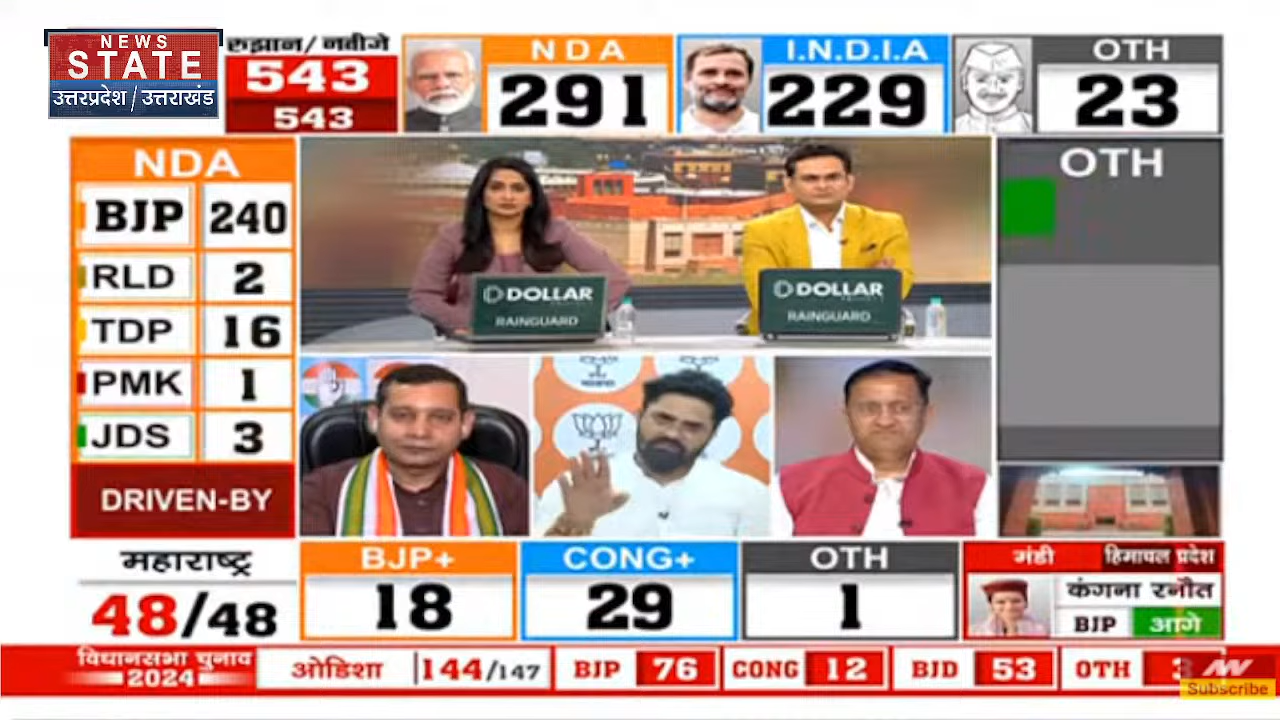 NEWS
STATE
उत्तरप्रदेश/उत्तराखंड
रुझान/नतीजे
543
543
NDA
291
I.N.D.I.A
229
OTH
23
NDA
BJP 240
RLD 2
TDP 16
PMK 1
JDS 3
DRIVEN-BY
DOLLAR
RAINGUARD
DOLLAR
RAINGUARD
OTH
महाराष्ट्र
48/48
BJP+
18
CONG+
29
OTH
1
मंडी हिमाचल प्रदेश
कंगना रनौत
BJP आगे
विधानसभा चुनाव
2024
ओडिशा 144/147 BJP 76 CONG 12 BJD 53 OTH 3
Subscribe